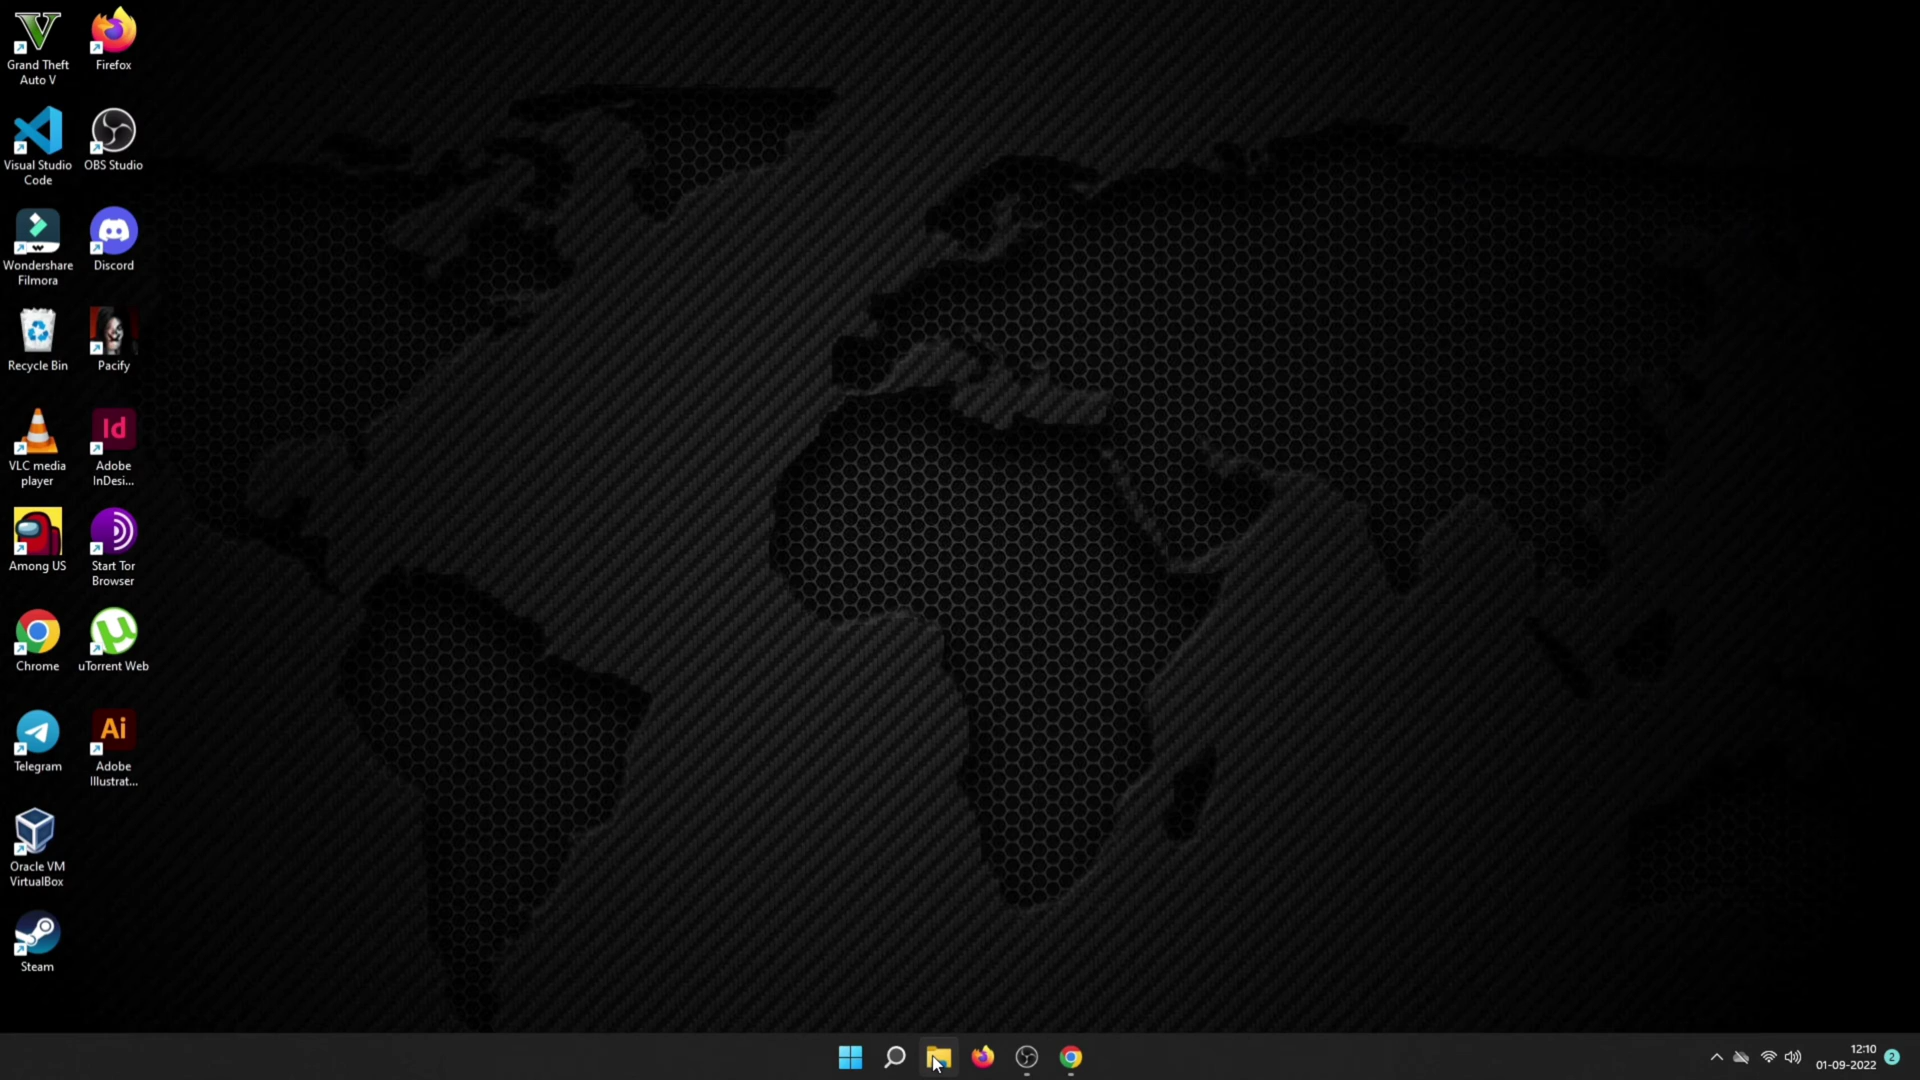 Grand Theft
Auto V
Firefox
Visual Studio
Code
OBS Studio
Wondershare
Filmora
Discord
Recycle Bin
Pacify
VLC media
player
Id
Adobe
InDesi...
Among US
Start Tor
Browser
Chrome
uTorrent Web
Telegram
Ai
Adobe
Illustrat...
Oracle VM
VirtualBox
Steam
12:10
01-09-2022
2